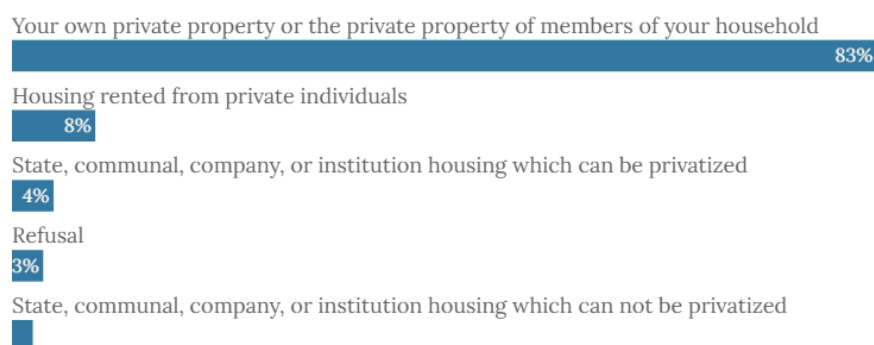 Your own private property or the private property of members of your household
83%
Housing rented from private individuals
8%
State, communal, company, or institution housing which can be privatized
4%
Refusal
3%
State, communal, company, or institution housing which can not be privatized